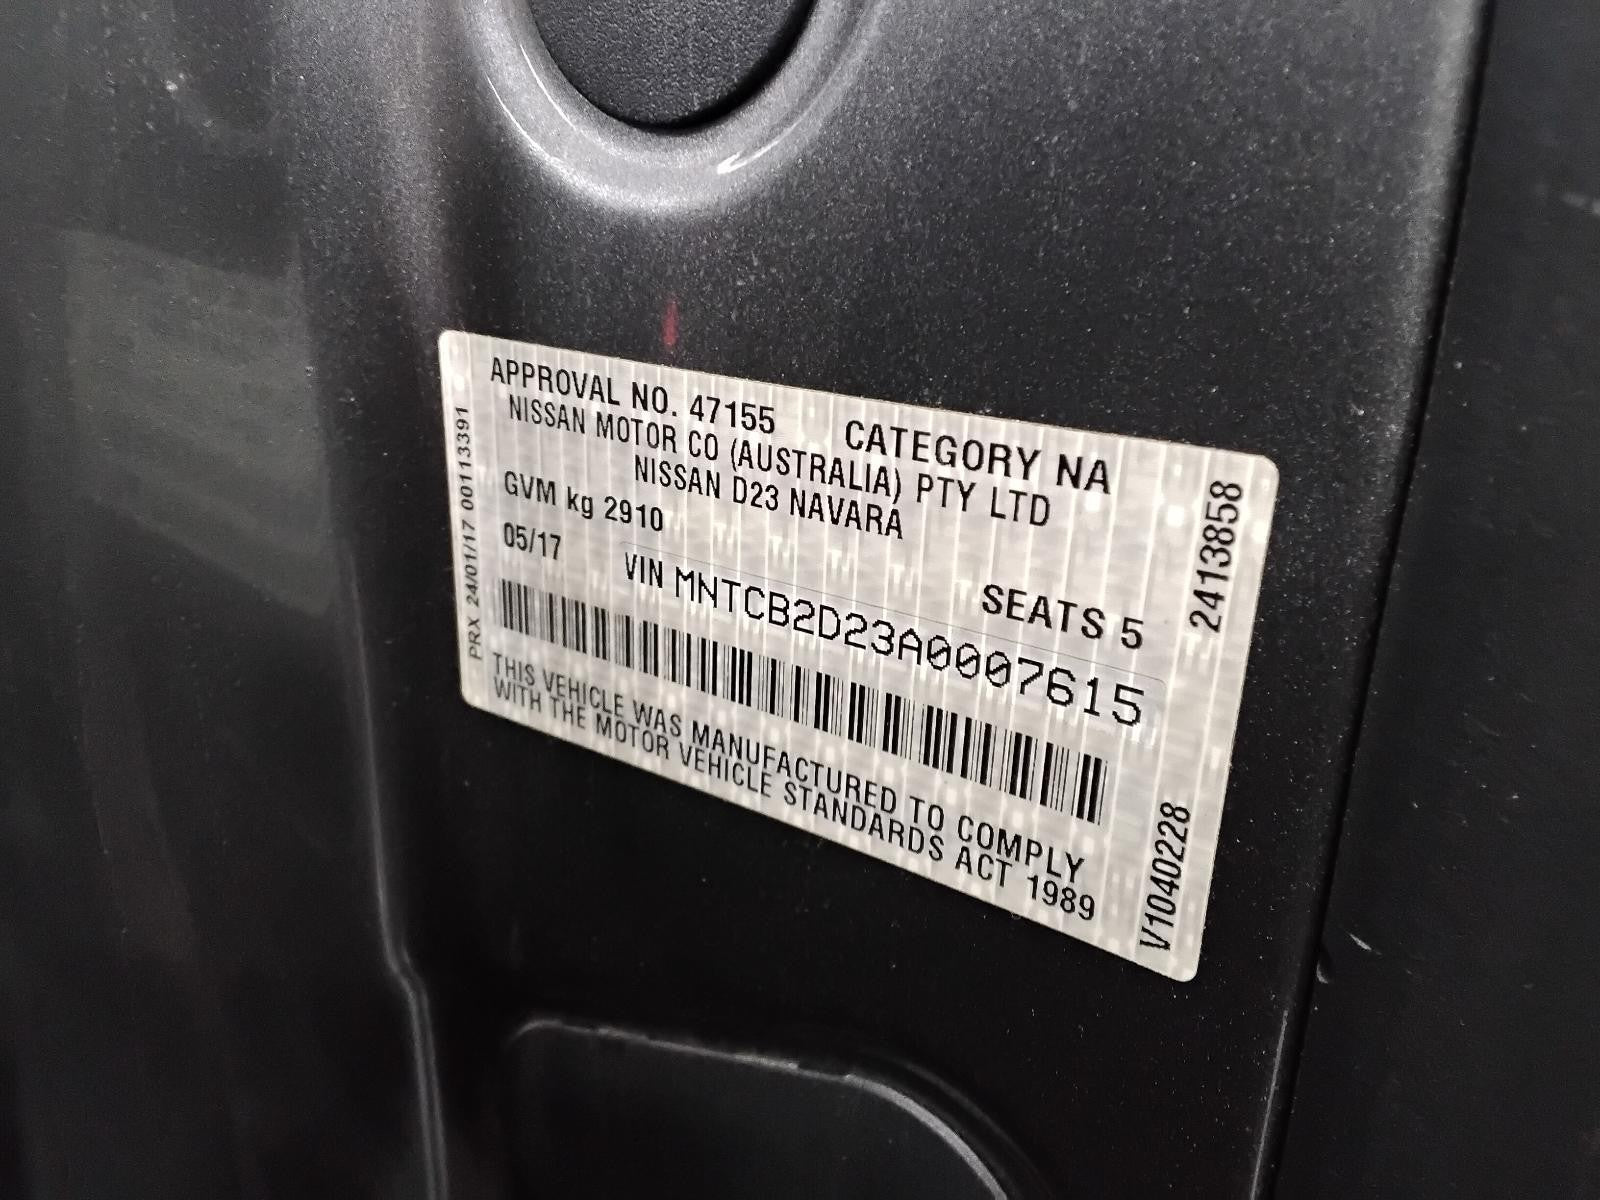 APPROVAL NO. 47155 CATEGORY NA
NISSAN MOTOR CO (AUSTRALIA) PTY LTD
NISSAN D23 NAVARA
GVM kg 2910
SEATS 5
05/17 VIN MNTCB2D23A0007615
THIS VEHICLE WAS MANUFACTURED TO COMPLY
WITH THE MOTOR VEHICLE STANDARDS ACT 1989
PRX 24/01/17 00113391
2413858
V1040228